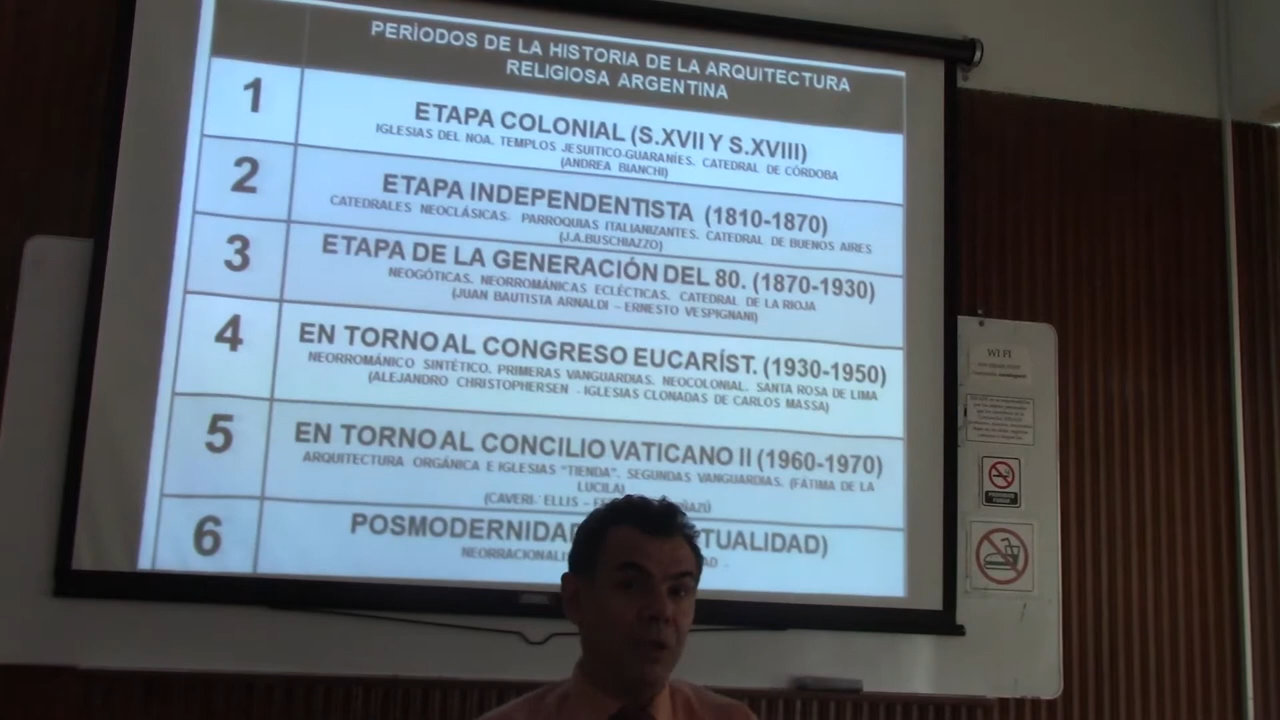 PERÌODOS DE LA HISTORIA DE LA ARQUITECTURA
RELIGIOSA ARGENTINA
1
ETAPA COLONIAL (S.XVII Y S.XVIII)
IGLESIAS DEL NOA. TEMPLOS JESUITICO-GUARANÍES. CATEDRAL DE CÓRDOBA
(ANDREA BIANCHI)
2
ETAPA INDEPENDENTISTA (1810-1870)
CATEDRALES NEOCLÁSICAS- PARROQUIAS ITALIANIZANTES. CATEDRAL DE BUENOS AIRES
(J.A.BUSCHIAZZO)
3
ETAPA DE LA GENERACIÓN DEL 80. (1870-1930)
NEOGÓTICAS. NEORROMÁNICAS ECLÉCTICAS. CATEDRAL DE LA RIOJA
(JUAN BAUTISTA ARNALDI – ERNESTO VESPIGNANI)
4
EN TORNO AL CONGRESO EUCARÍST. (1930-1950)
NEORROMÁNICO SINTÉTICO. PRIMERAS VANGUARDIAS. NEOCOLONIAL. SANTA ROSA DE LIMA
(ALEJANDRO CHRISTOPHERSEN - IGLESIAS CLONADAS DE CARLOS MASSA)
5
EN TORNO AL CONCILIO VATICANO II (1960-1970)
ARQUITECTURA ORGÁNICA E IGLESIAS "TIENDA". SEGUNDAS VANGUARDIAS. (FÁTIMA DE LA
LUCILA)
(CAVERI. ELLIS –
6
POSMODERNIDAD TUALIDAD)
WI FI